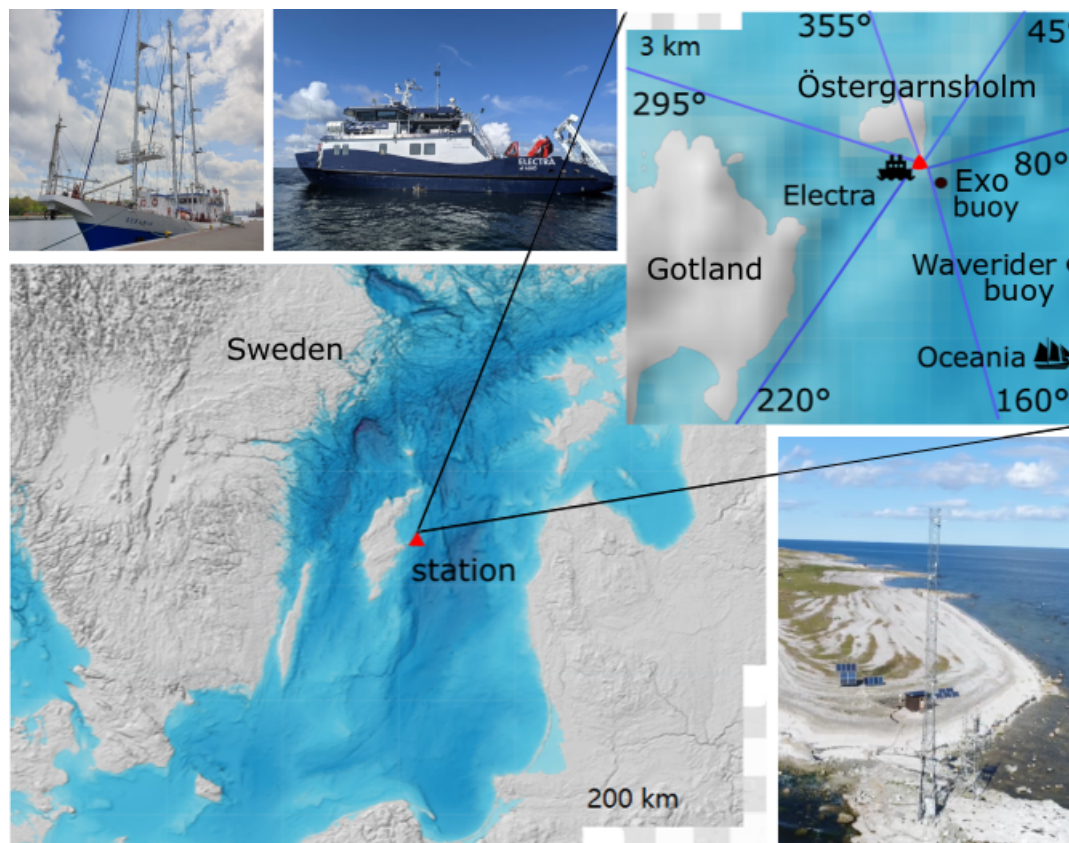 ELECTRA
3 km
355°
45°
295°
Östergarnsholm
80°
Electra
Exo
buoy
Gotland
Waverider
buoy
Oceania
220°
160°
Sweden
station
200 km